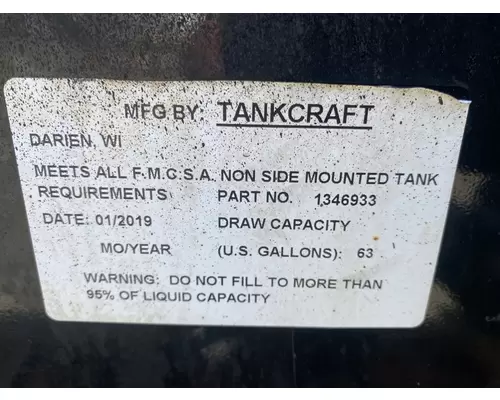 MFG BY: TANKCRAFT
DARIEN, WI
MEETS ALL F.M.C.S.A. NON SIDE MOUNTED TANK
REQUIREMENTS PART NO. 1346933
DATE: 01/2019 DRAW CAPACITY
MO/YEAR (U.S. GALLONS): 63
WARNING: DO NOT FILL TO MORE THAN
95% OF LIQUID CAPACITY